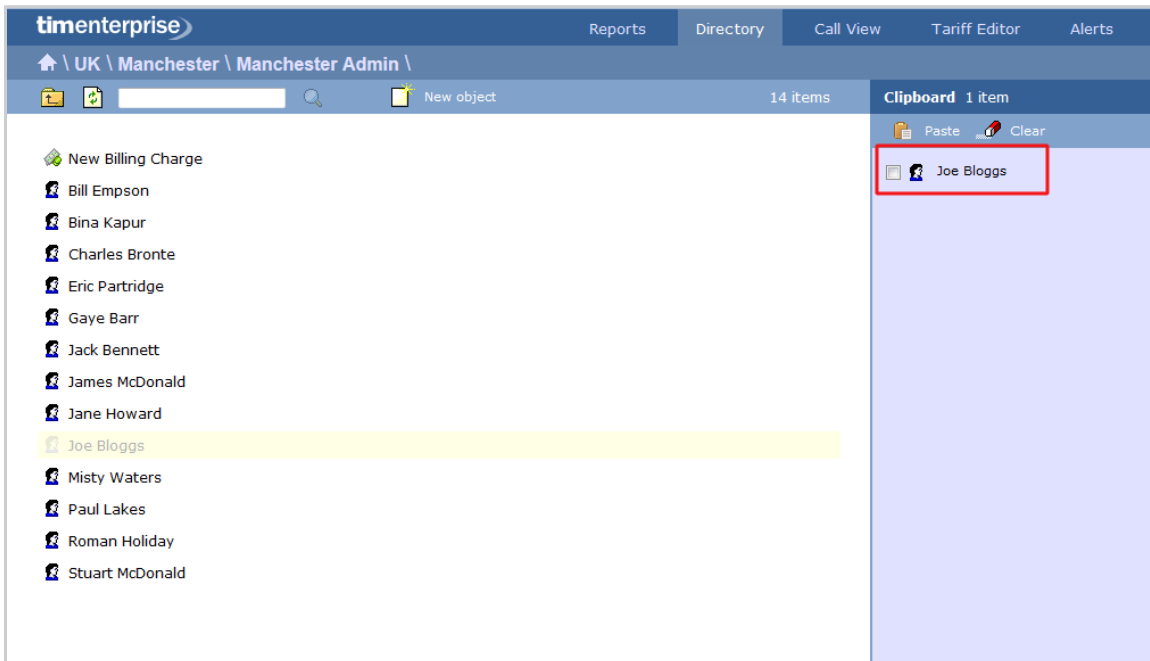 timenterprise
Reports Directory Call View Tariff Editor Alerts
\ UK \ Manchester \ Manchester Admin \
New object 14 items
Clipboard 1 item
Paste Clear
New Billing Charge
Joe Bloggs
Bill Empson
Bina Kapur
Charles Bronte
Eric Partridge
Gaye Barr
Jack Bennett
James McDonald
Jane Howard
Joe Bloggs
Misty Waters
Paul Lakes
Roman Holiday
Stuart McDonald